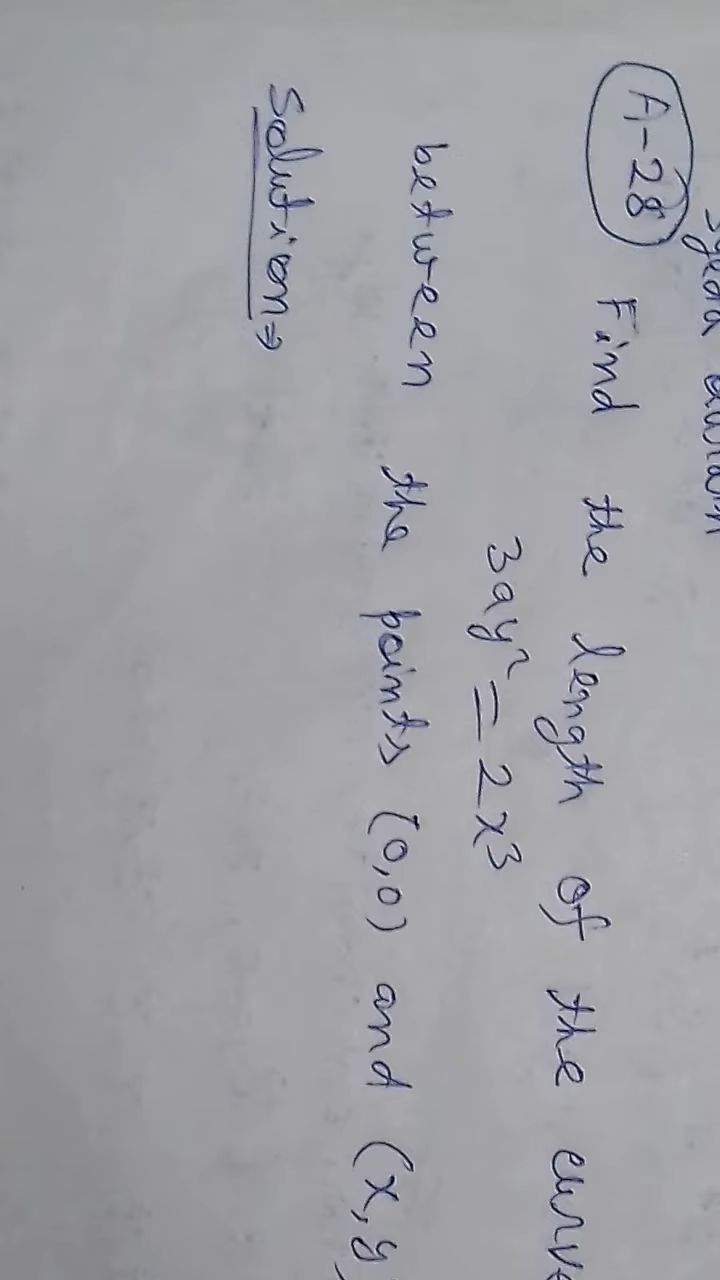 A-28 Find the length of the curve
3ay² = 2x³
between the points (0,0) and (x,y)
Solution ⇒